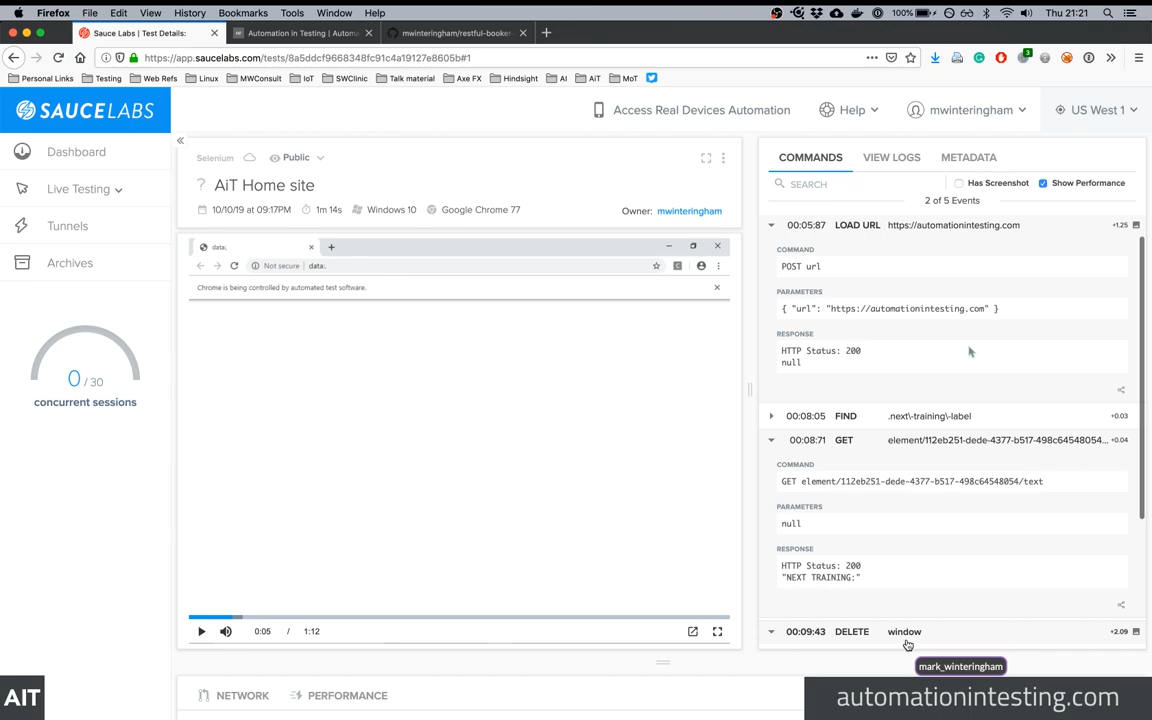 Firefox File Edit View History Bookmarks Tools Window Help 100% Thu 21:21
Sauce Labs | Test Details: Automation in Testing | Automa mwinteringham/restful-booker-
https://app.saucelabs.com/tests/8a5ddcf9668348fc91c4a19127e8605b#1
Personal Links Testing Web Refs Linux MWConsult IoT SWClinic Talk material Axe FX Hindsight AI AiT MoT
SAUCELABS
Access Real Devices Automation Help mwinteringham US West 1
Dashboard
Live Testing
Tunnels
Archives
0 / 30
concurrent sessions
Selenium Public
? AiT Home site
10/10/19 @ 09:17PM 1m 14s Windows 10 Google Chrome 77
Owner: mwinteringham
data:,
Not secure data:,
Chrome is being controlled by automated test software.
0:05 / 1:12
NETWORK PERFORMANCE
COMMANDS VIEW LOGS METADATA
SEARCH Has Screenshot Show Performance
2 of 5 Events
00:05:87 LOAD URL https://automationintesting.com +1.25
COMMAND
POST url
PARAMETERS
{ "url": "https://automationintesting.com" }
RESPONSE
HTTP Status: 200
null
00:08:05 FIND .next\-training\-label +0.03
00:08:71 GET element/112eb251-dede-4377-b517-498c64548054... +0.04
COMMAND
GET element/112eb251-dede-4377-b517-498c64548054/text
PARAMETERS
null
RESPONSE
HTTP Status: 200
"NEXT TRAINING:"
00:09:43 DELETE window +2.09
mark_winteringham
AIT
automationintesting.com